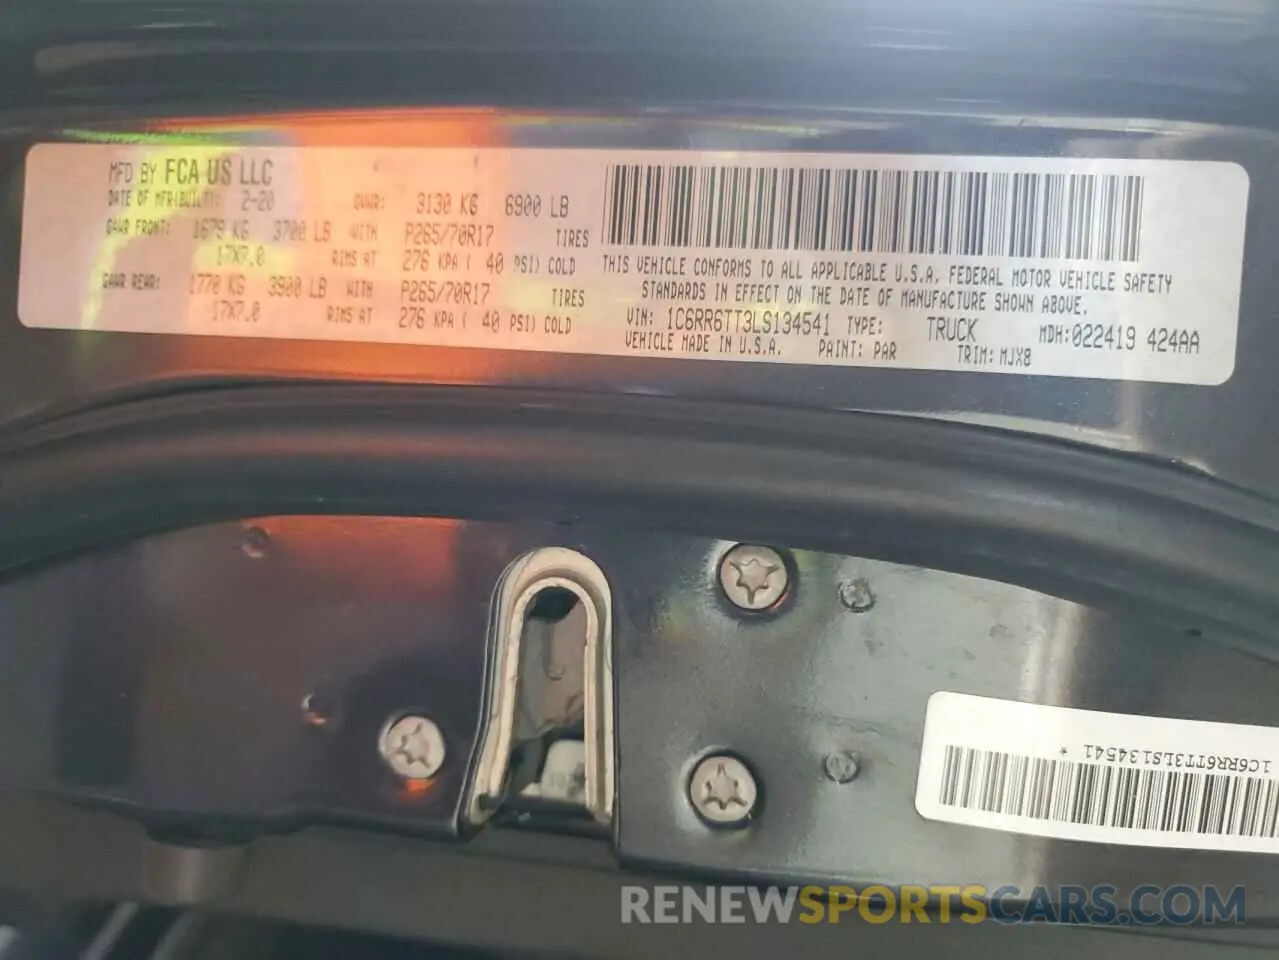 MFD BY FCA US LLC
DATE OF MFR(BUILT): 2-20 GVWR: 3130 KG 6900 LB
GAWR FRONT: 1679 KG 3700 LB WITH P265/70R17 TIRES
17X7.0 RIMS AT 276 KPA ( 40 PSI) COLD
GAWR REAR: 1770 KG 3900 LB WITH P265/70R17 TIRES
17X7.0 RIMS AT 276 KPA ( 40 PSI) COLD
THIS VEHICLE CONFORMS TO ALL APPLICABLE U.S.A. FEDERAL MOTOR VEHICLE SAFETY
STANDARDS IN EFFECT ON THE DATE OF MANUFACTURE SHOWN ABOVE.
VIN: 1C6RR6TT3LS134541 TYPE: TRUCK MDH:022419 424AA
VEHICLE MADE IN U.S.A. PAINT: PAR TRIM: MJX8
1C6RR6TT3LS134541 *
RENEWSPORTSCARS.COM